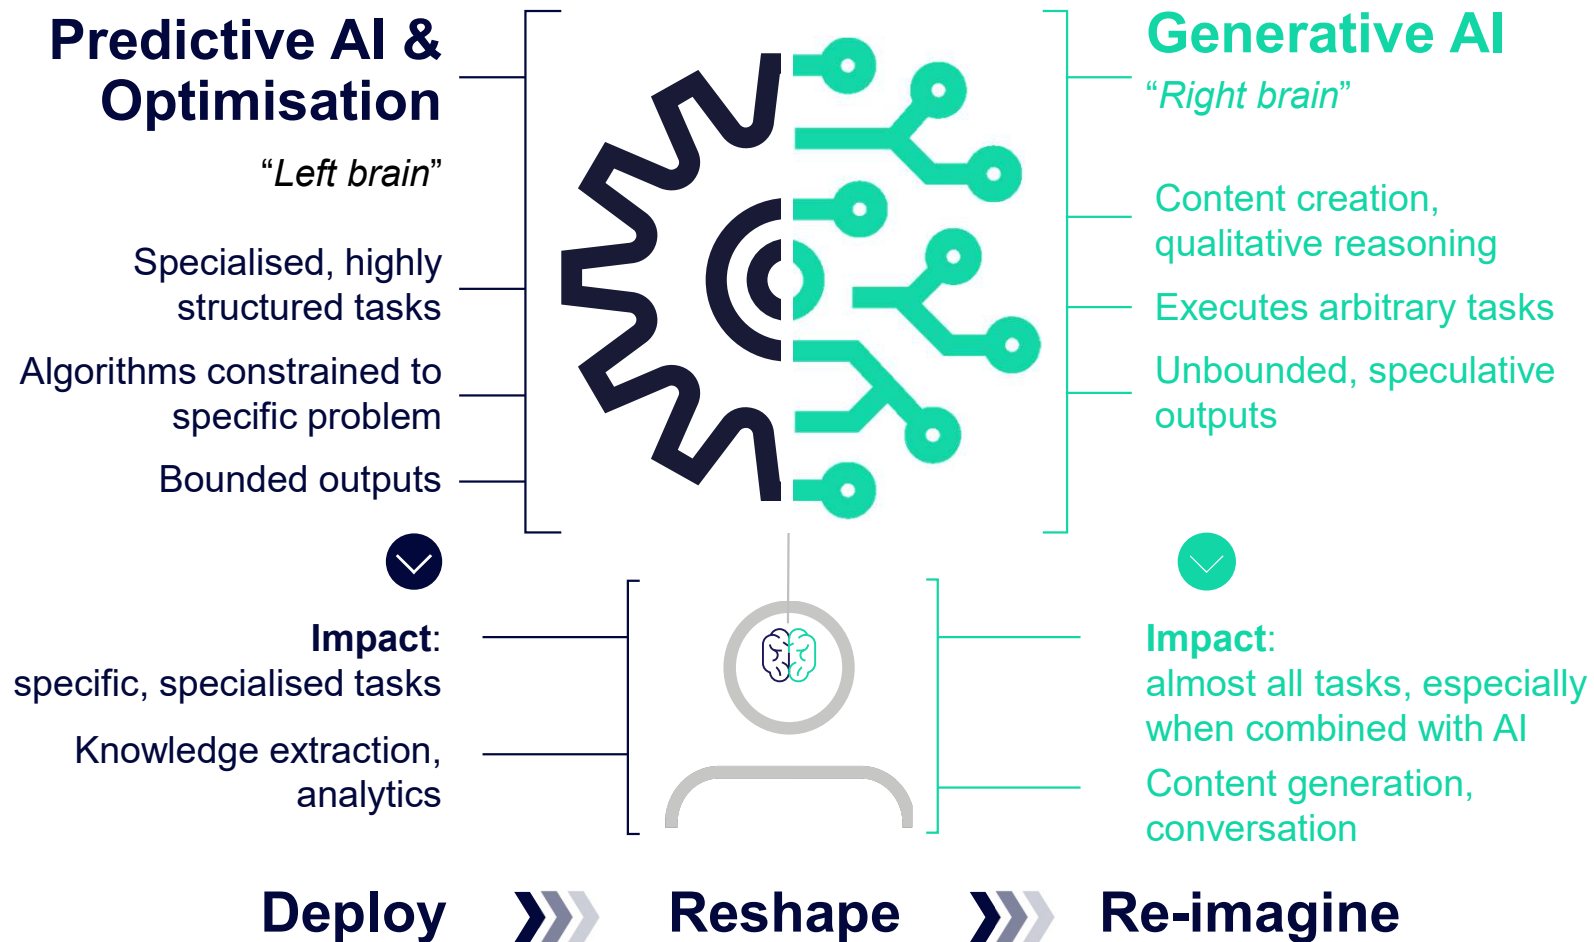 Predictive AI &
Optimisation
“Left brain”
Specialised, highly
structured tasks
Algorithms constrained to
specific problem
Bounded outputs
Impact:
specific, specialised tasks
Knowledge extraction,
analytics
Generative AI
“Right brain”
Content creation,
qualitative reasoning
Executes arbitrary tasks
Unbounded, speculative
outputs
Impact:
almost all tasks, especially
when combined with AI
Content generation,
conversation
Deploy
Reshape
Re-imagine